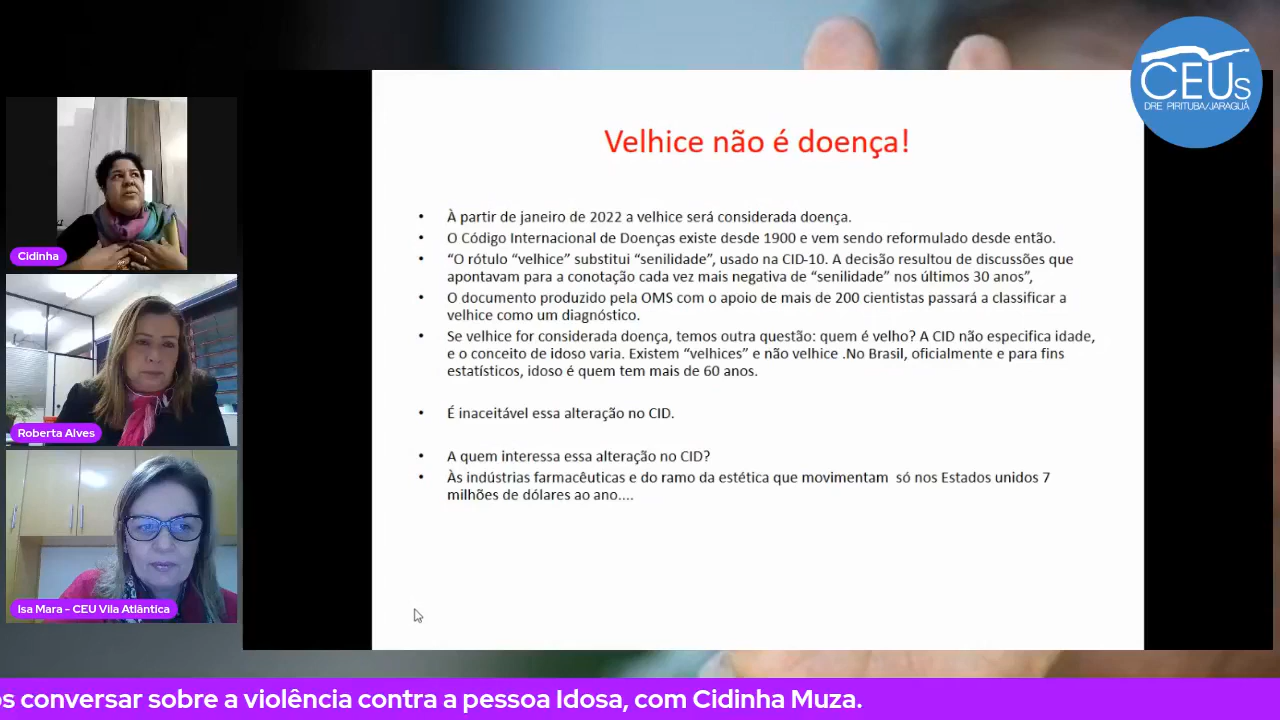 CEUs
DRE PIRITUBA/JARAGUÁ
Velhice não é doença!
• À partir de janeiro de 2022 a velhice será considerada doença.
• O Código Internacional de Doenças existe desde 1900 e vem sendo reformulado desde então.
• “O rótulo “velhice” substitui “senilidade”, usado na CID-10. A decisão resultou de discussões que
apontavam para a conotação cada vez mais negativa de “senilidade” nos últimos 30 anos”,
• O documento produzido pela OMS com o apoio de mais de 200 cientistas passará a classificar a
velhice como um diagnóstico.
• Se velhice for considerada doença, temos outra questão: quem é velho? A CID não especifica idade,
e o conceito de idoso varia. Existem “velhices” e não velhice .No Brasil, oficialmente e para fins
estatísticos, idoso é quem tem mais de 60 anos.
• É inaceitável essa alteração no CID.
• A quem interessa essa alteração no CID?
• Às indústrias farmacêuticas e do ramo da estética que movimentam só nos Estados unidos 7
milhões de dólares ao ano....
Cidinha
Roberta Alves
Isa Mara - CEU Vila Atlântica
os conversar sobre a violência contra a pessoa Idosa, com Cidinha Muza.